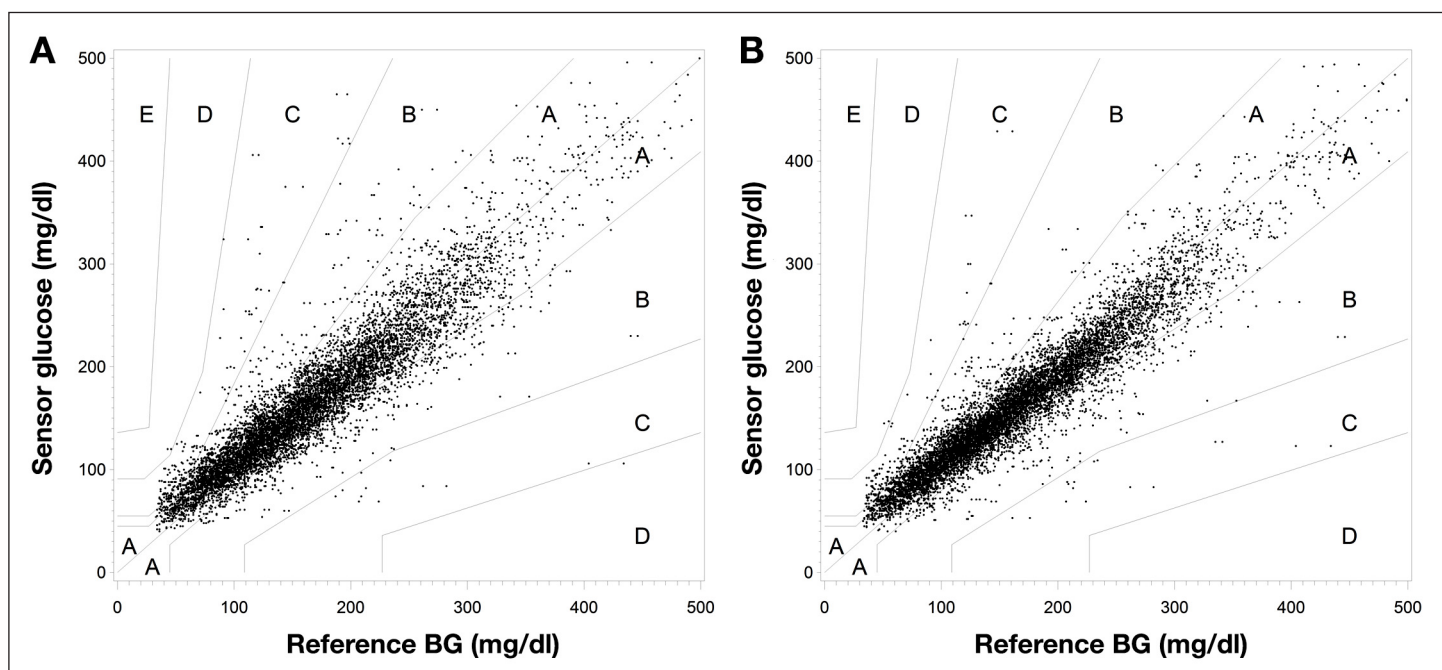 A
B
500
400
300
200
100
0
0 100 200 300 400 500
E D C B A
A
B
C
D
A
A
Sensor glucose (mg/dl)
Reference BG (mg/dl)
500
400
300
200
100
0
0 100 200 300 400 500
E D C B A
A
B
C
D
A
A
Sensor glucose (mg/dl)
Reference BG (mg/dl)